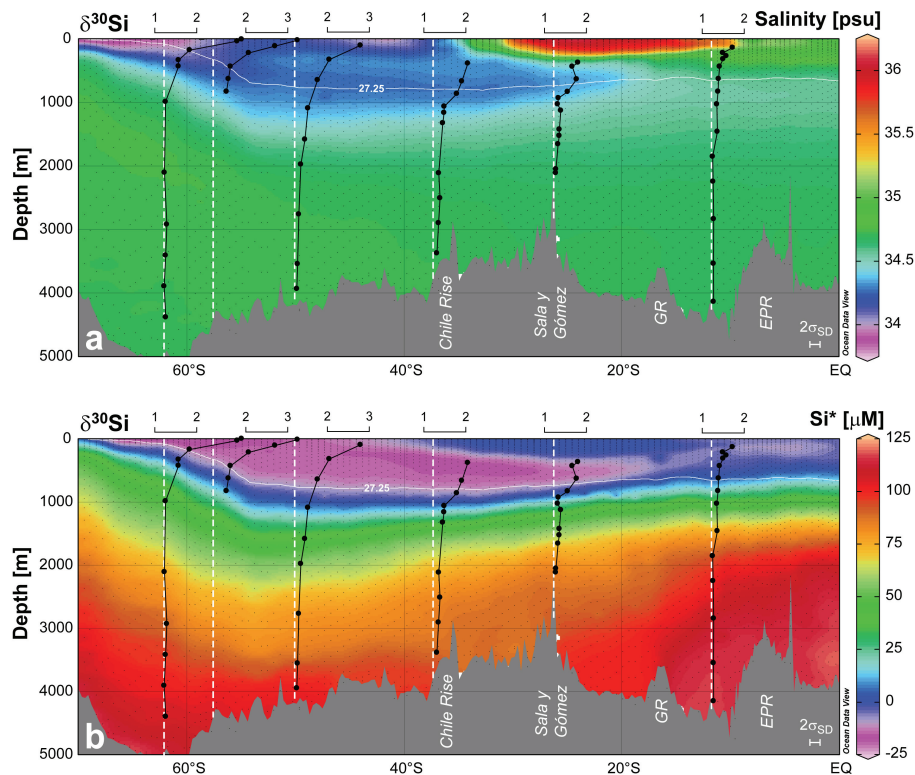 δ³⁰Si
1 2 2 3 2 3 1 2 1 2 1 2
Salinity [psu]
0
1000
2000
3000
4000
5000
Depth [m]
27.25
Chile Rise
Sala y
Gómez
GR
EPR
2σSD
Ocean Data View
a
60°S 40°S 20°S EQ
36
35.5
35
34.5
34
δ³⁰Si
1 2 2 3 2 3 1 2 1 2 1 2
Si* [µM]
0
1000
2000
3000
4000
5000
Depth [m]
27.25
Chile Rise
Sala y
Gómez
GR
EPR
2σSD
Ocean Data View
b
60°S 40°S 20°S EQ
125
100
75
50
25
0
-25